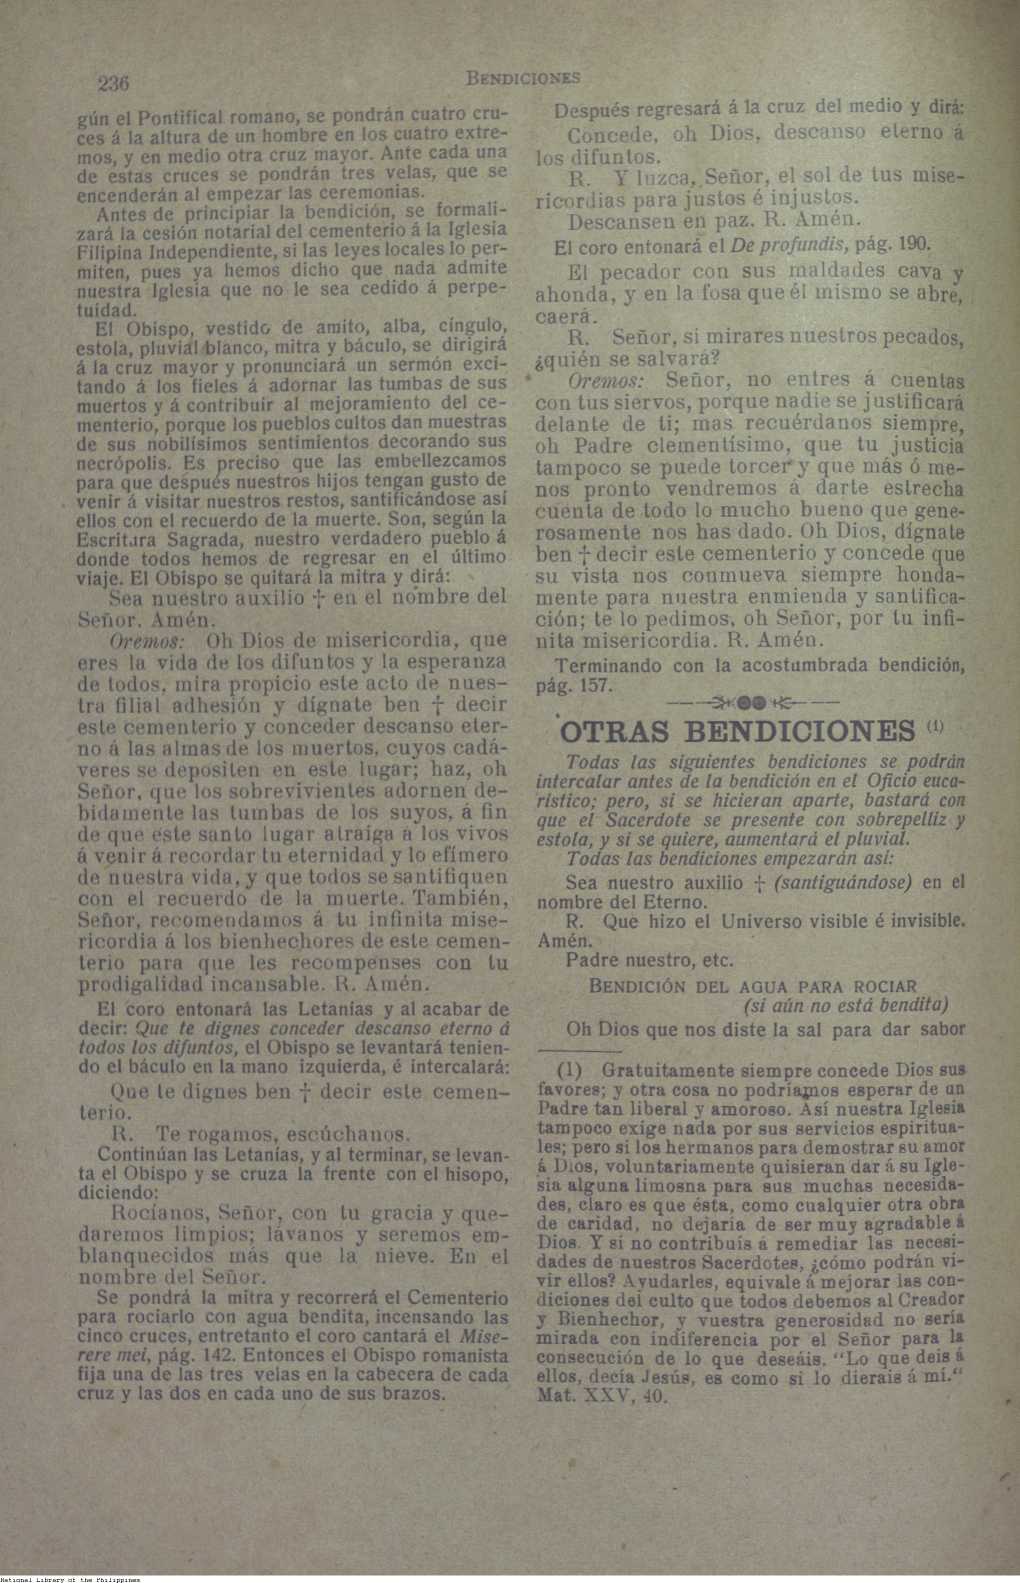 236
BENDICIONES
gún el Pontifical romano, se pondrán cuatro cru-
ces á la altura de un hombre en los cuatro extre-
mos, y en medio otra cruz mayor. Ante cada una
de estas cruces se pondrán tres velas, que se
encenderán al empezar las ceremonias.
Antes de principiar la bendición, se formali-
zará la cesión notarial del cementerio á la Iglesia
Filipina Independiente, si las leyes locales lo per-
miten, pues ya hemos dicho que nada admite
nuestra Iglesia que no le sea cedido á perpe-
tuidad.
El Obispo, vestido de amito, alba, cíngulo,
estola, pluvial blanco, mitra y báculo, se dirigirá
á la cruz mayor y pronunciará un sermón exci-
tando á los fieles á adornar las tumbas de sus
muertos y á contribuir al mejoramiento del ce-
menterio, porque los pueblos cultos dan muestras
de sus nobilísimos sentimientos decorando sus
necrópolis. Es preciso que las embellezcamos
para que después nuestros hijos tengan gusto de
venir á visitar nuestros restos, santificándose así
ellos con el recuerdo de la muerte. Son, según la
Escritura Sagrada, nuestro verdadero pueblo á
donde todos hemos de regresar en el último
viaje. El Obispo se quitará la mitra y dirá:
Sea nuestro auxilio † en el nombre del
Señor. Amén.
Oremos: Oh Dios de misericordia, que
eres la vida de los difuntos y la esperanza
de todos, mira propicio este acto de nues-
tra filial adhesión y dígnate ben † decir
este cementerio y conceder descanso eter-
no á las almas de los muertos, cuyos cadá-
veres se depositen en este lugar; haz, oh
Señor, que los sobrevivientes adornen de-
bidamente las tumbas de los suyos, á fin
de que este santo lugar atraiga á los vivos
á venir á recordar tu eternidad y lo efímero
de nuestra vida, y que todos se santifiquen
con el recuerdo de la muerte. También,
Señor, recomendamos á tu infinita mise-
ricordia á los bienhechores de este cemen-
terio para que les recompenses con tu
prodigalidad incansable. R. Amén.
El coro entonará las Letanías y al acabar de
decir: Que te dignes conceder descanso eterno á
todos los difuntos, el Obispo se levantará tenien-
do el báculo en la mano izquierda, é intercalará:
Que te dignes ben † decir este cemen-
terio.
R. Te rogamos, escúchanos.
Continúan las Letanías, y al terminar, se levan-
ta el Obispo y se cruza la frente con el hisopo,
diciendo:
Rocíanos, Señor, con tu gracia y que-
daremos limpios; lávanos y seremos em-
blanquecidos más que la nieve. En el
nombre del Señor.
Se pondrá la mitra y recorrerá el Cementerio
para rociarlo con agua bendita, incensando las
cinco cruces, entretanto el coro cantará el Mise-
rere mei, pág. 142. Entonces el Obispo romanista
fija una de las tres velas en la cabecera de cada
cruz y las dos en cada uno de sus brazos.
Después regresará á la cruz del medio y dirá:
Concede, oh Dios, descanso eterno á
los difuntos.
R. Y luzca, Señor, el sol de tus mise-
ricordias para justos é injustos.
Descansen en paz. R. Amén.
El coro entonará el De profundis, pág. 190.
El pecador con sus maldades cava y
ahonda, y en la fosa que él mismo se abre,
caerá.
R. Señor, si mirares nuestros pecados,
¿quién se salvará?
Oremos: Señor, no entres á cuentas
con tus siervos, porque nadie se justificará
delante de ti; mas recuérdanos siempre,
oh Padre clementísimo, que tu justicia
tampoco se puede torcer y que más ó me-
nos pronto vendremos á darte estrecha
cuenta de todo lo mucho bueno que gene-
rosamente nos has dado. Oh Dios, dígnate
ben † decir este cementerio y concede que
su vista nos conmueva siempre honda-
mente para nuestra enmienda y santifica-
ción; te lo pedimos, oh Señor, por tu infi-
nita misericordia. R. Amén.
Terminando con la acostumbrada bendición,
pág. 157.
OTRAS BENDICIONES (1)
Todas las siguientes bendiciones se podrán
intercalar antes de la bendición en el Oficio euca-
rístico; pero, si se hicieran aparte, bastará con
que el Sacerdote se presente con sobrepelliz y
estola, y si se quiere, aumentará el pluvial.
Todas las bendiciones empezarán así:
Sea nuestro auxilio † (santiguándose) en el
nombre del Eterno.
R. Que hizo el Universo visible é invisible.
Amén.
Padre nuestro, etc.
BENDICIÓN DEL AGUA PARA ROCIAR
(si aún no está bendita)
Oh Dios que nos diste la sal para dar sabor
(1) Gratuitamente siempre concede Dios sus
favores; y otra cosa no podríamos esperar de un
Padre tan liberal y amoroso. Así nuestra Iglesia
tampoco exige nada por sus servicios espiritua-
les; pero si los hermanos para demostrar su amor
á Dios, voluntariamente quisieran dar á su Igle-
sia alguna limosna para sus muchas necesida-
des, claro es que ésta, como cualquier otra obra
de caridad, no dejaría de ser muy agradable á
Dios. Y si no contribuís á remediar las necesi-
dades de nuestros Sacerdotes, ¿cómo podrán vi-
vir ellos? Ayudarles, equivale á mejorar las con-
diciones del culto que todos debemos al Creador
y Bienhechor, y vuestra generosidad no sería
mirada con indiferencia por el Señor para la
consecución de lo que deseáis. "Lo que deis á
ellos, decía Jesús, es como si lo dierais á mí."
Mat. XXV, 40.
National Library of the Philippines